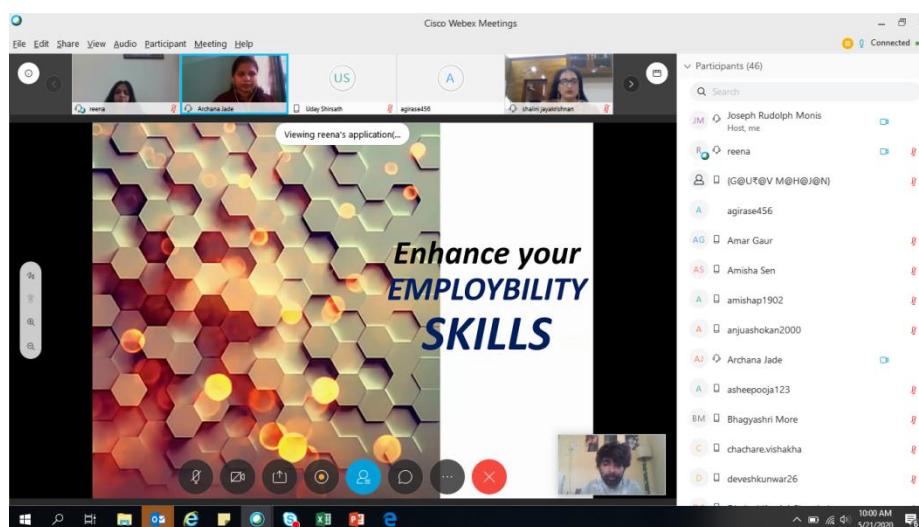 Cisco Webex Meetings
File Edit Share View Audio Participant Meeting Help
Connected
US
A
reena
Archana Jade
Uday Shirsath
agirase456
shalini jayakrishnan
Viewing reena's application(...
Enhance your
EMPLOYBILITY
SKILLS
Participants (46)
Search
JM Joseph Rudolph Monis
Host, me
R reena
(G@U₹@V M@H@J@N)
A agirase456
AG Amar Gaur
AS Amisha Sen
A amishap1902
A anjuashokan2000
AJ Archana Jade
A asheepooja123
BM Bhagyashri More
C chachare.vishakha
D deveshkunwar26
10:00 AM
5/21/2020